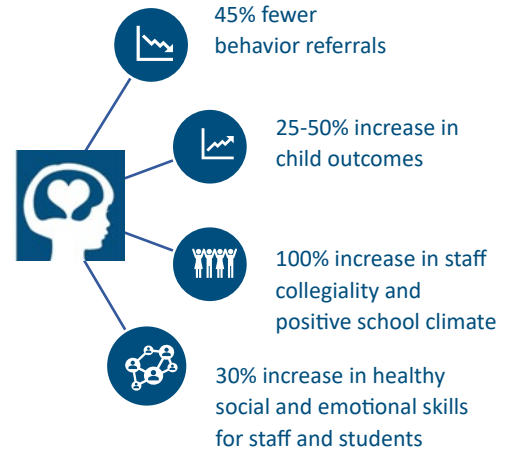 45% fewer
behavior referrals
25-50% increase in
child outcomes
100% increase in staff
collegiality and
positive school climate
30% increase in healthy
social and emotional skills
for staff and students